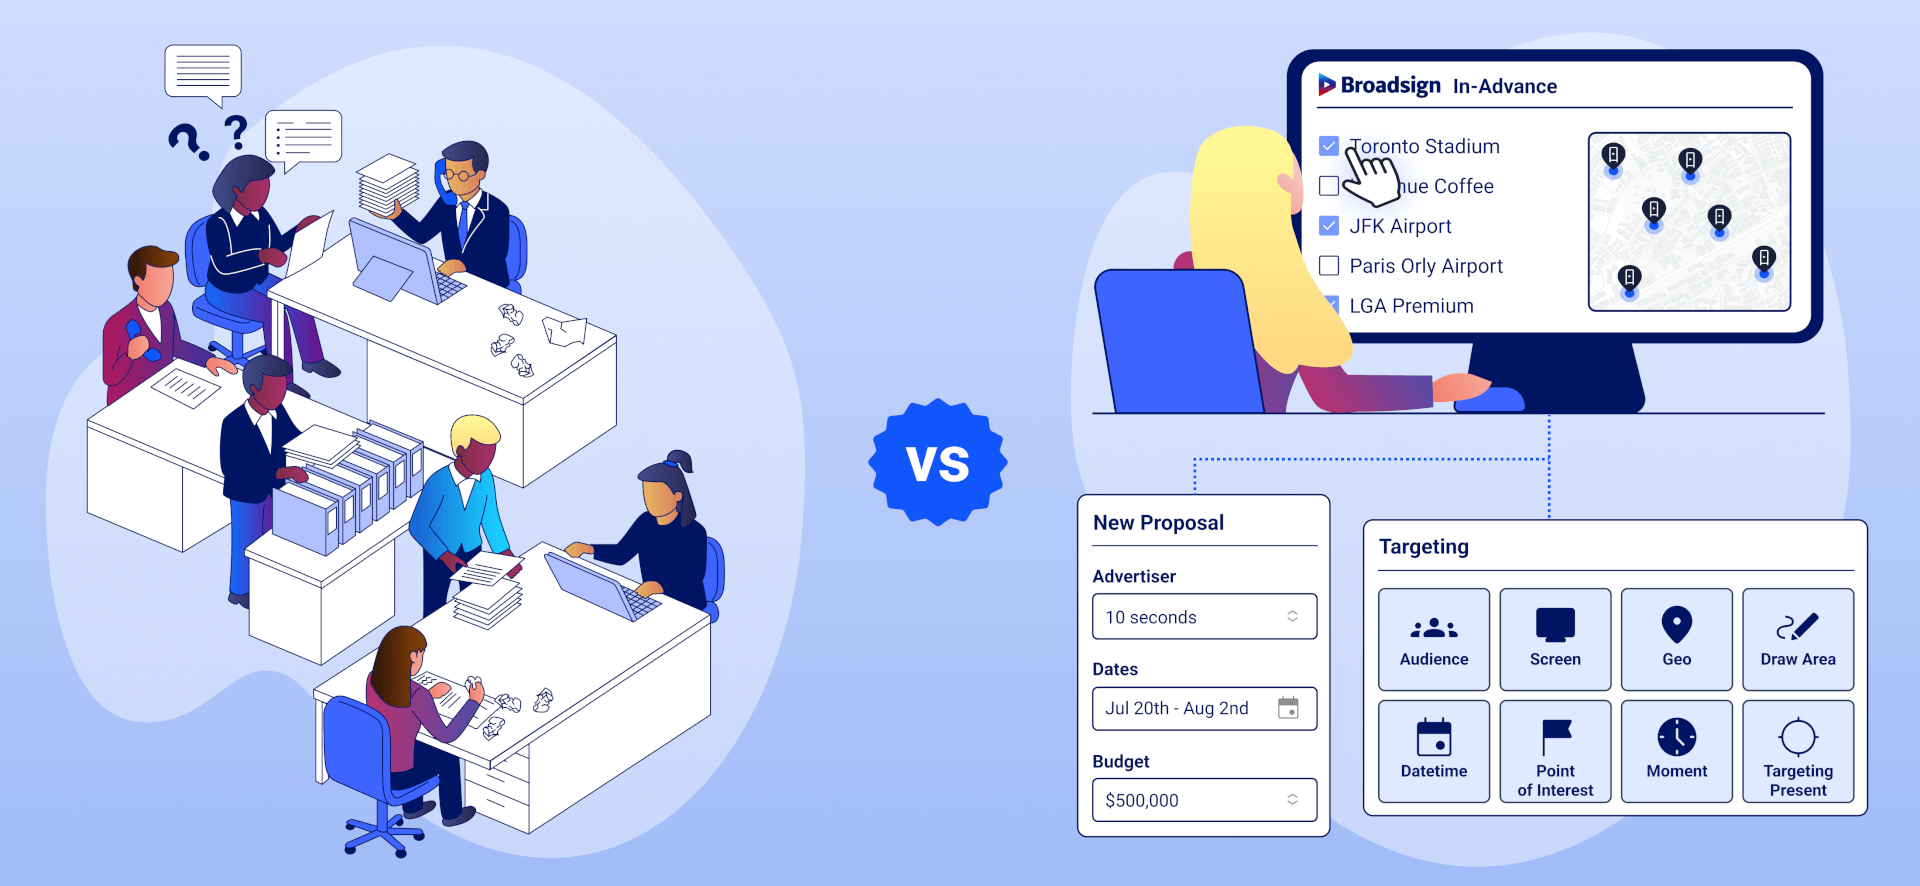 ? ?
VS
Broadsign In-Advance
Toronto Stadium
nue Coffee
JFK Airport
Paris Orly Airport
LGA Premium
New Proposal
Advertiser
10 seconds
Dates
Jul 20th - Aug 2nd
Budget
$500,000
Targeting
Audience
Screen
Geo
Draw Area
Datetime
Point
of Interest
Moment
Targeting
Present